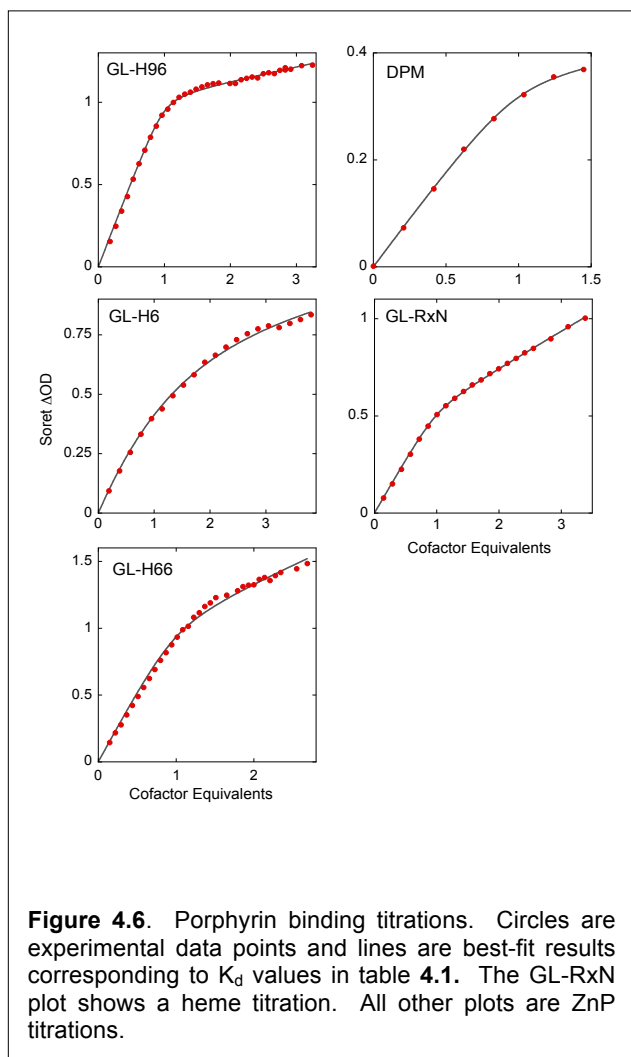 GL-H96
1
0
0 1 2 3
DPM
0.4
0.2
0
0 0.5 1 1.5
Soret ΔOD
GL-H6
0.75
0.5
0.25
0
0 1 2 3
GL-RxN
1
0.5
0
0 1 2 3
Cofactor Equivalents
GL-H66
1.5
1
0.5
0
0 1 2
Cofactor Equivalents
Figure 4.6. Porphyrin binding titrations. Circles are
experimental data points and lines are best-fit results
corresponding to Kd values in table 4.1. The GL-RxN
plot shows a heme titration. All other plots are ZnP
titrations.